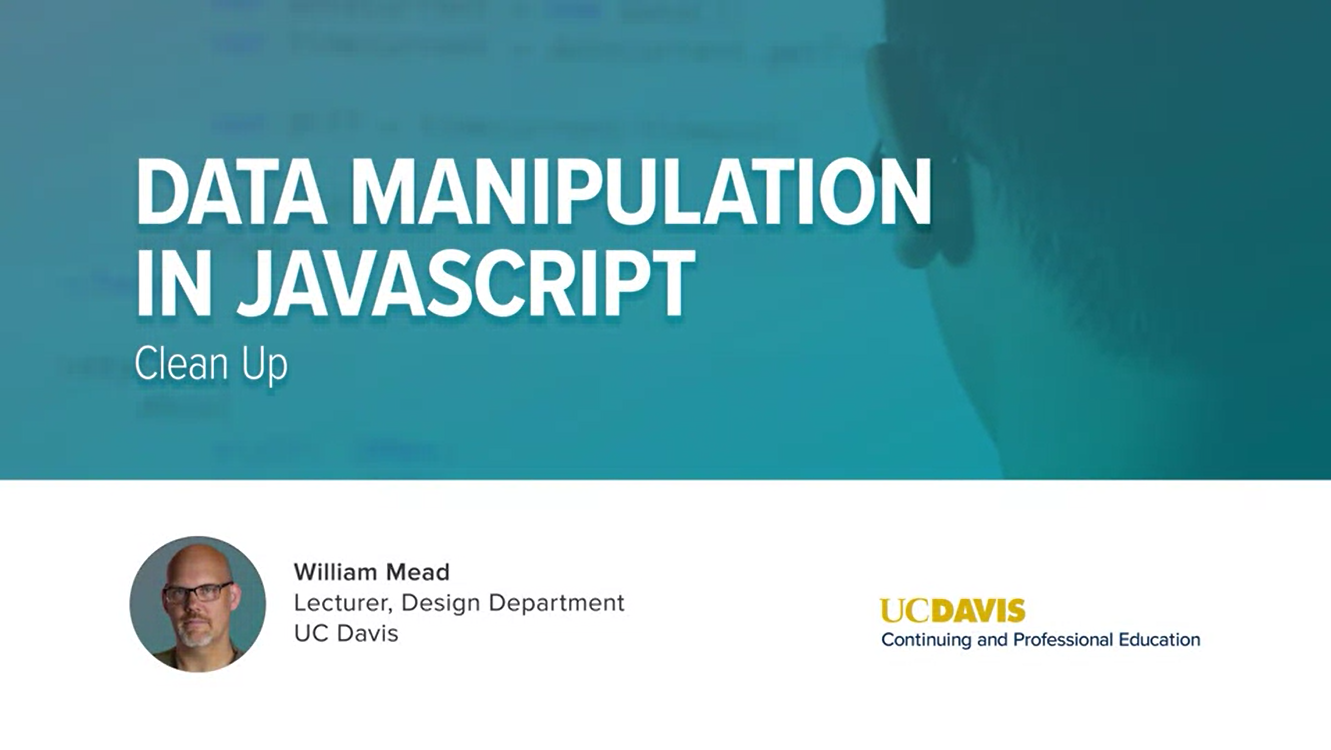 DATA MANIPULATION
IN JAVASCRIPT
Clean Up
William Mead
Lecturer, Design Department
UC Davis
UCDAVIS
Continuing and Professional Education